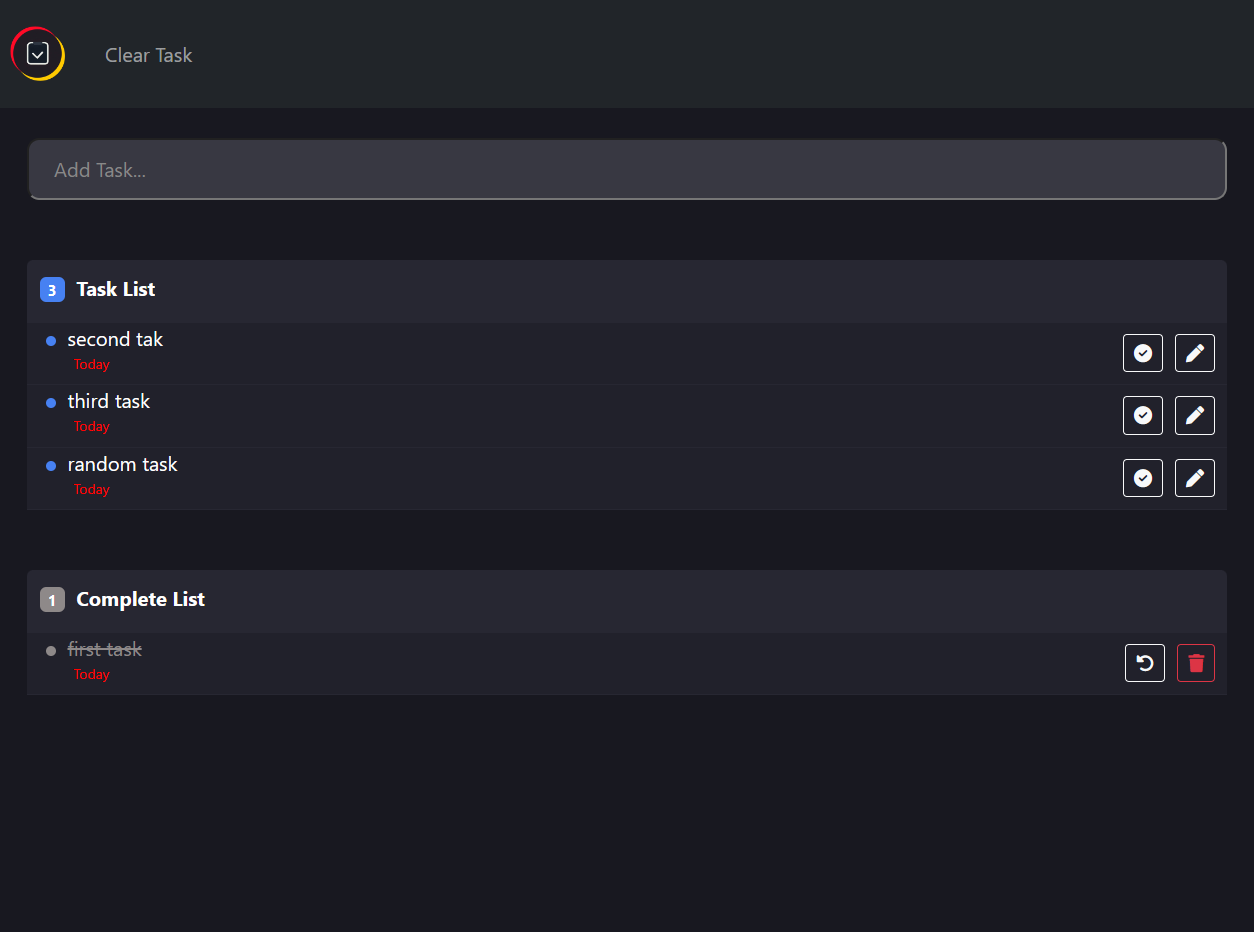 Clear Task
Add Task...
3 Task List
second tak
Today
third task
Today
random task
Today
1 Complete List
first task
Today